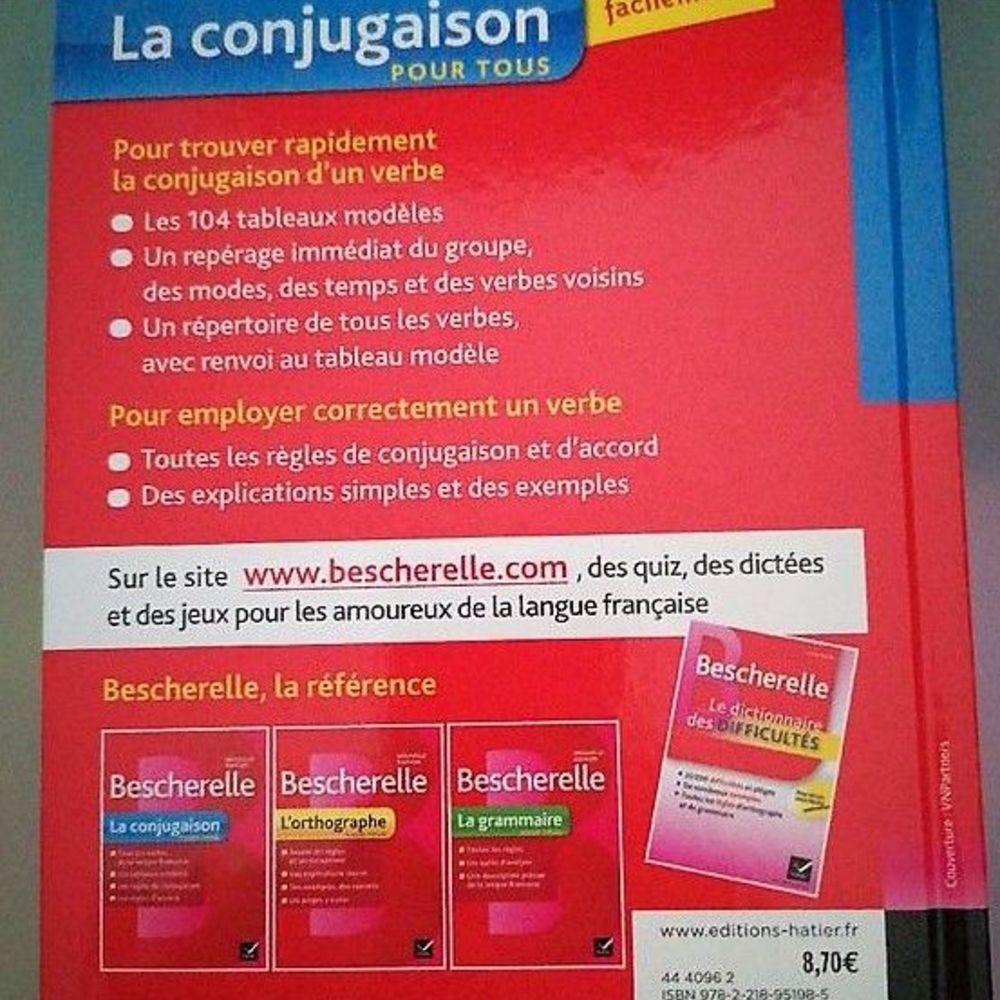 La conjugaison
POUR TOUS
Pour trouver rapidement
la conjugaison d'un verbe
Les 104 tableaux modèles
Un repérage immédiat du groupe,
des modes, des temps et des verbes voisins
Un répertoire de tous les verbes,
avec renvoi au tableau modèle
Pour employer correctement un verbe
Toutes les règles de conjugaison et d'accord
Des explications simples et des exemples
Sur le site www.bescherelle.com, des quiz, des dictées
et des jeux pour les amoureux de la langue française
Bescherelle, la référence
Bescherelle
La conjugaison
Bescherelle
L'orthographe
Bescherelle
La grammaire
Bescherelle
Le dictionnaire
des DIFFICULTÉS
Couverture : VNPartners
www.editions-hatier.fr
8,70€
44 4096 2
ISBN 978-2-218-95198-5